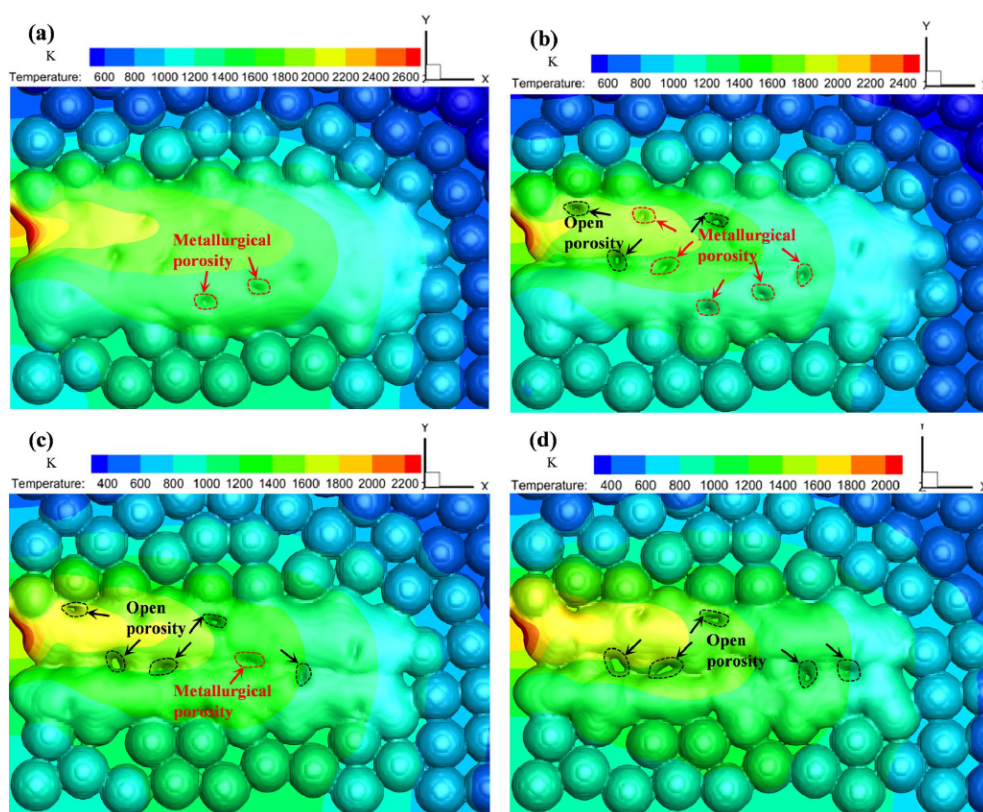 (a)
Y
K
Temperature: 600 800 1000 1200 1400 1600 1800 2000 2200 2400 2600
X
Metallurgical
porosity
(b)
Y
K
Temperature: 600 800 1000 1200 1400 1600 1800 2000 2200 2400
Open
porosity
Metallurgical
porosity
(c)
Y
K
Temperature: 400 600 800 1000 1200 1400 1600 1800 2000 2200
X
Open
porosity
Metallurgical
porosity
(d)
K
Temperature: 400 600 800 1000 1200 1400 1600 1800 2000
X
Open
porosity